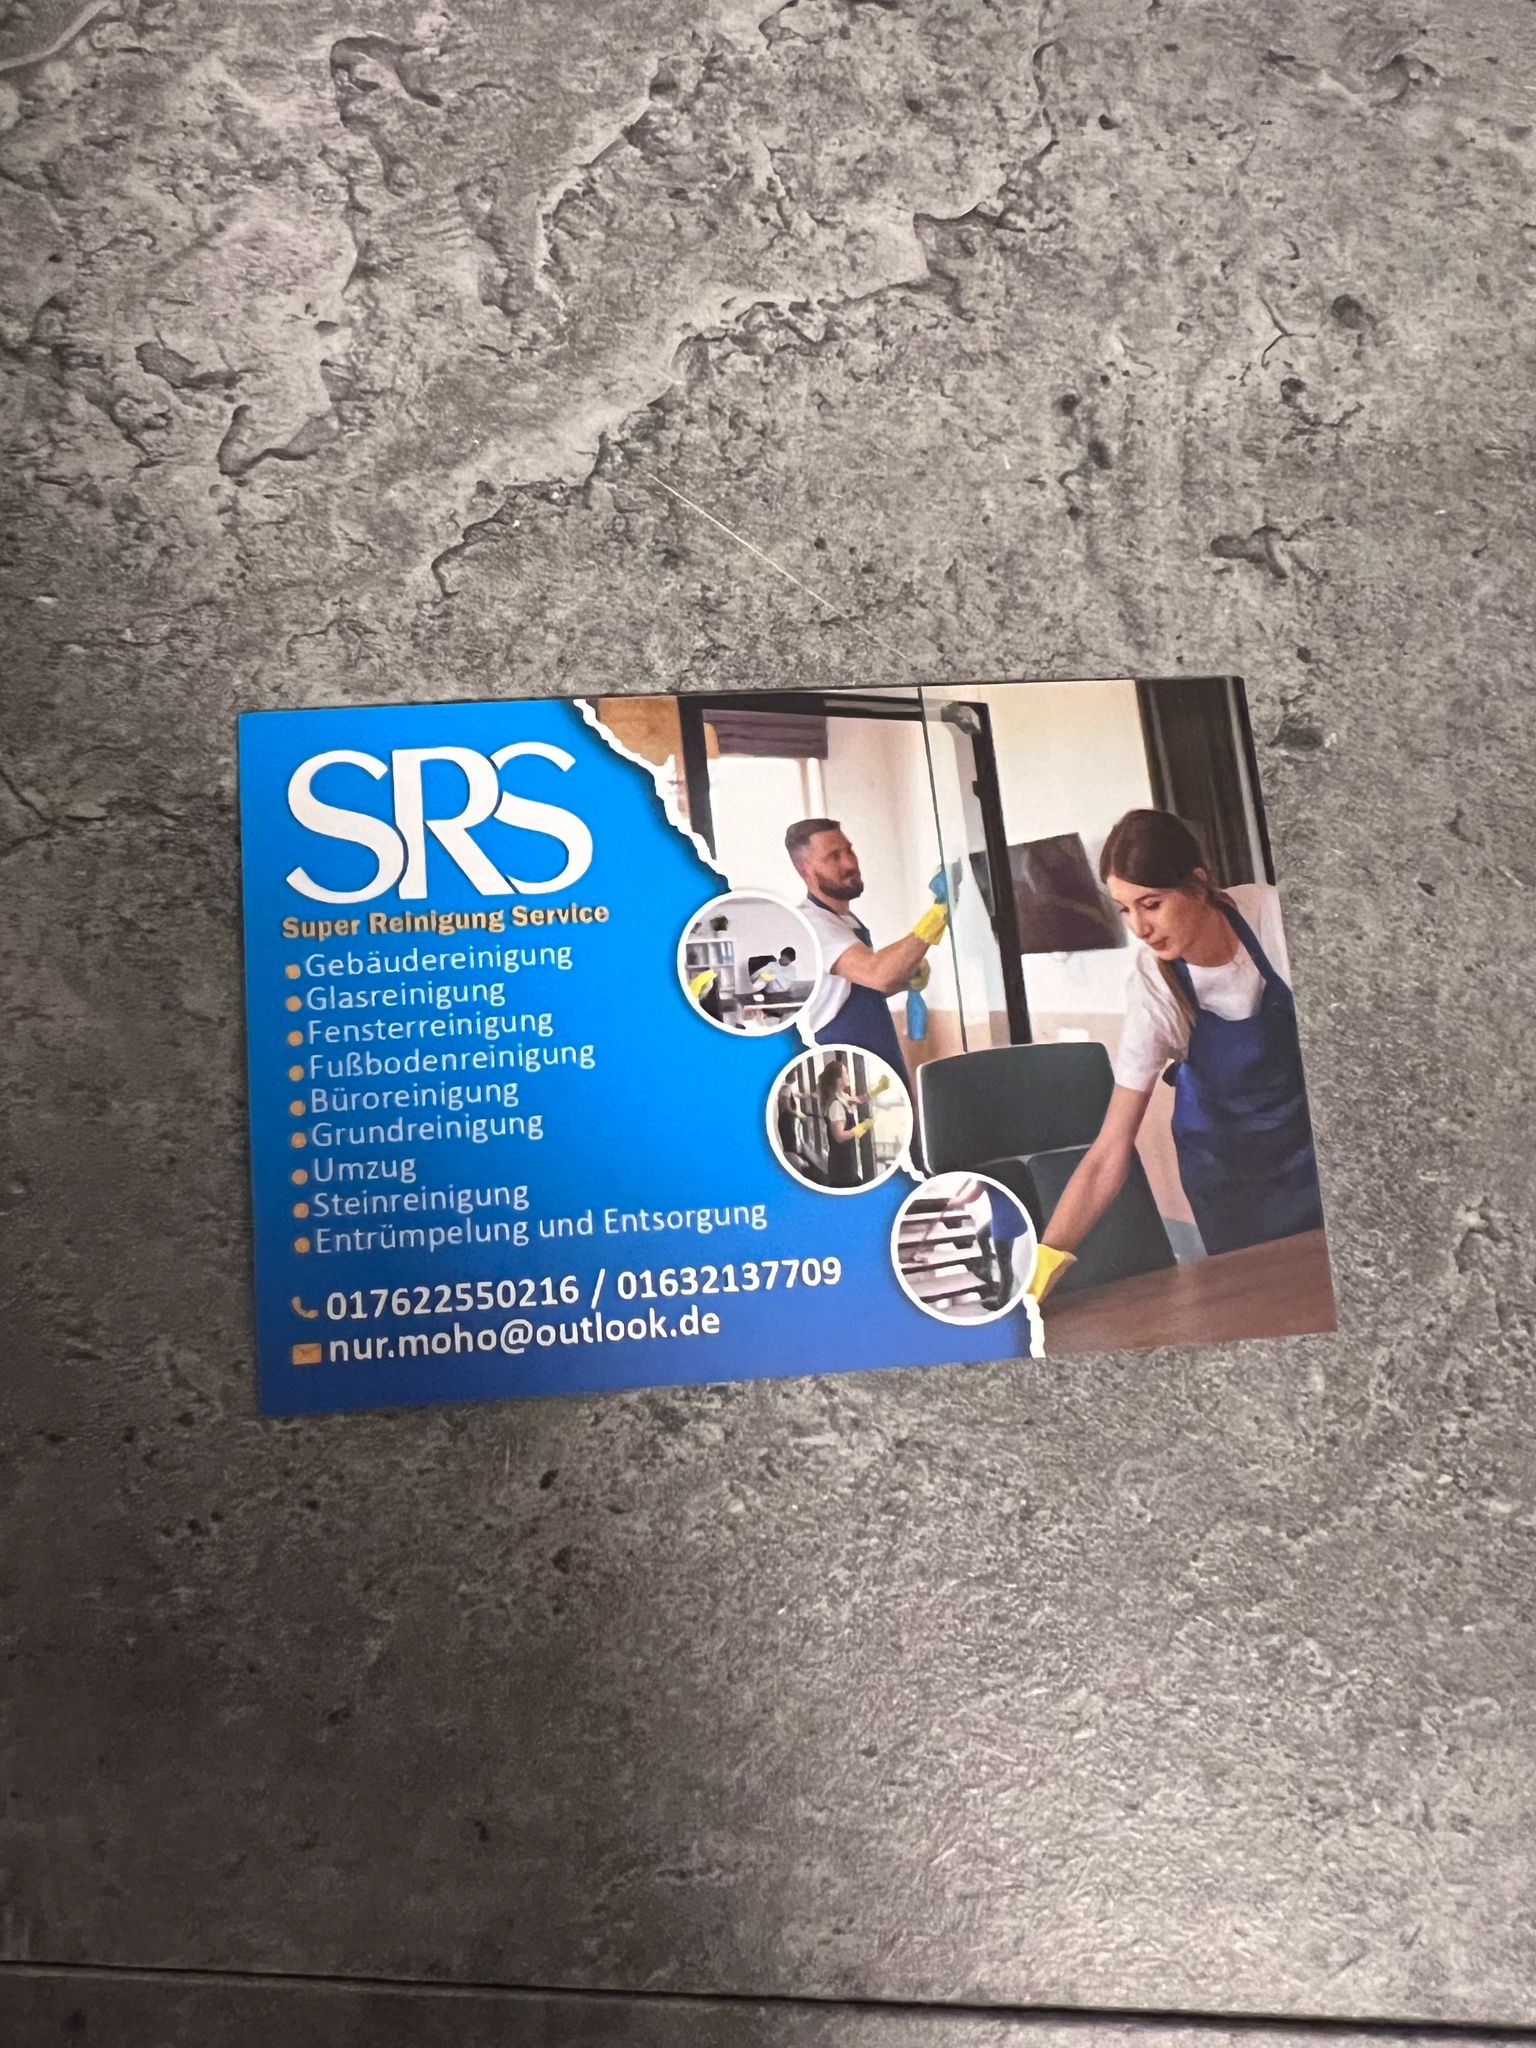 SRS
Super Reinigung Service
Gebäudereinigung
Glasreinigung
Fensterreinigung
Fußbodenreinigung
Büroreinigung
Grundreinigung
Umzug
Steinreinigung
Entrümpelung und Entsorgung
017622550216 / 01632137709
nur.moho@outlook.de